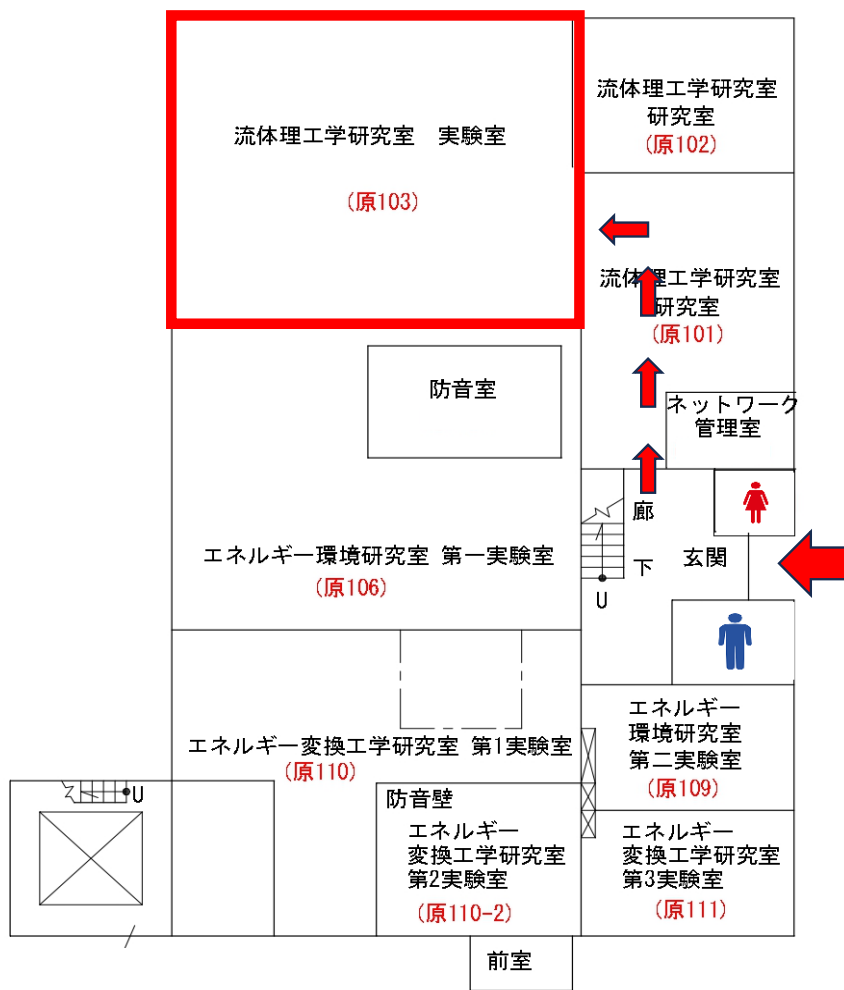 流体理工学研究室　実験室
(原103)
流体理工学研究室
研究室
(原102)
流体理工学研究室
研究室
(原101)
防音室
ネットワーク
管理室
廊
下
玄関
U
エネルギー環境研究室 第一実験室
(原106)
エネルギー変換工学研究室 第1実験室
(原110)
エネルギー
環境研究室
第二実験室
(原109)
U
防音壁
エネルギー
変換工学研究室
第2実験室
(原110-2)
エネルギー
変換工学研究室
第3実験室
(原111)
前室